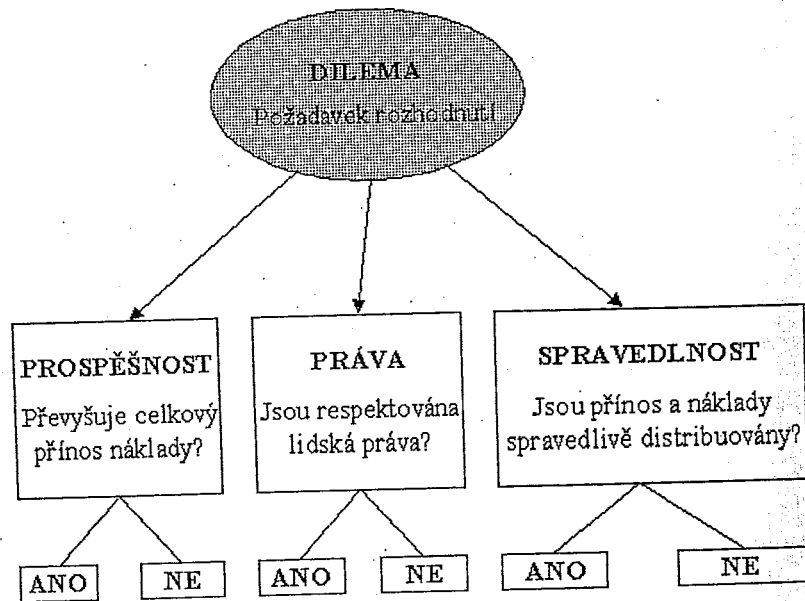 DILEMA
Požadavek rozhodnutí
PROSPĚŠNOST
Převyšuje celkový
přínos náklady?
PRÁVA
Jsou respektována
lidská práva?
SPRAVEDLNOST
Jsou přínos a náklady
spravedlivě distribuovány?
ANO
NE
ANO
NE
ANO
NE